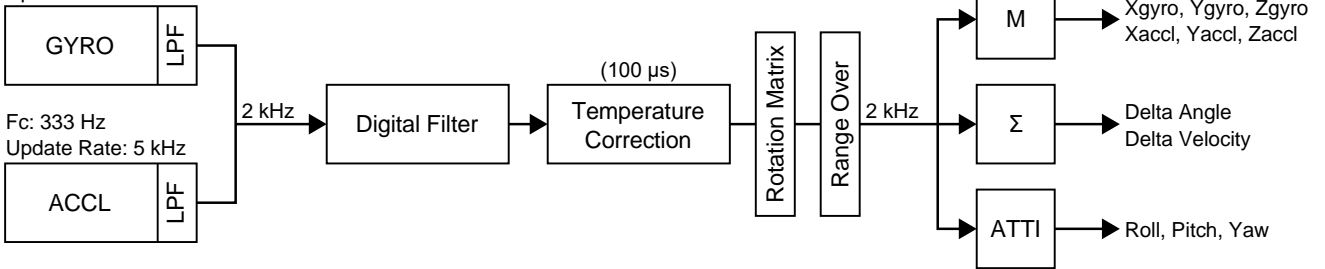 GYRO
LPF
Fc: 333 Hz
Update Rate: 5 kHz
ACCL
LPF
2 kHz
Digital Filter
(100 µs)
Temperature
Correction
Rotation Matrix
Range Over
2 kHz
M
Xgyro, Ygyro, Zgyro
Xaccl, Yaccl, Zaccl
Σ
Delta Angle
Delta Velocity
ATTI
Roll, Pitch, Yaw